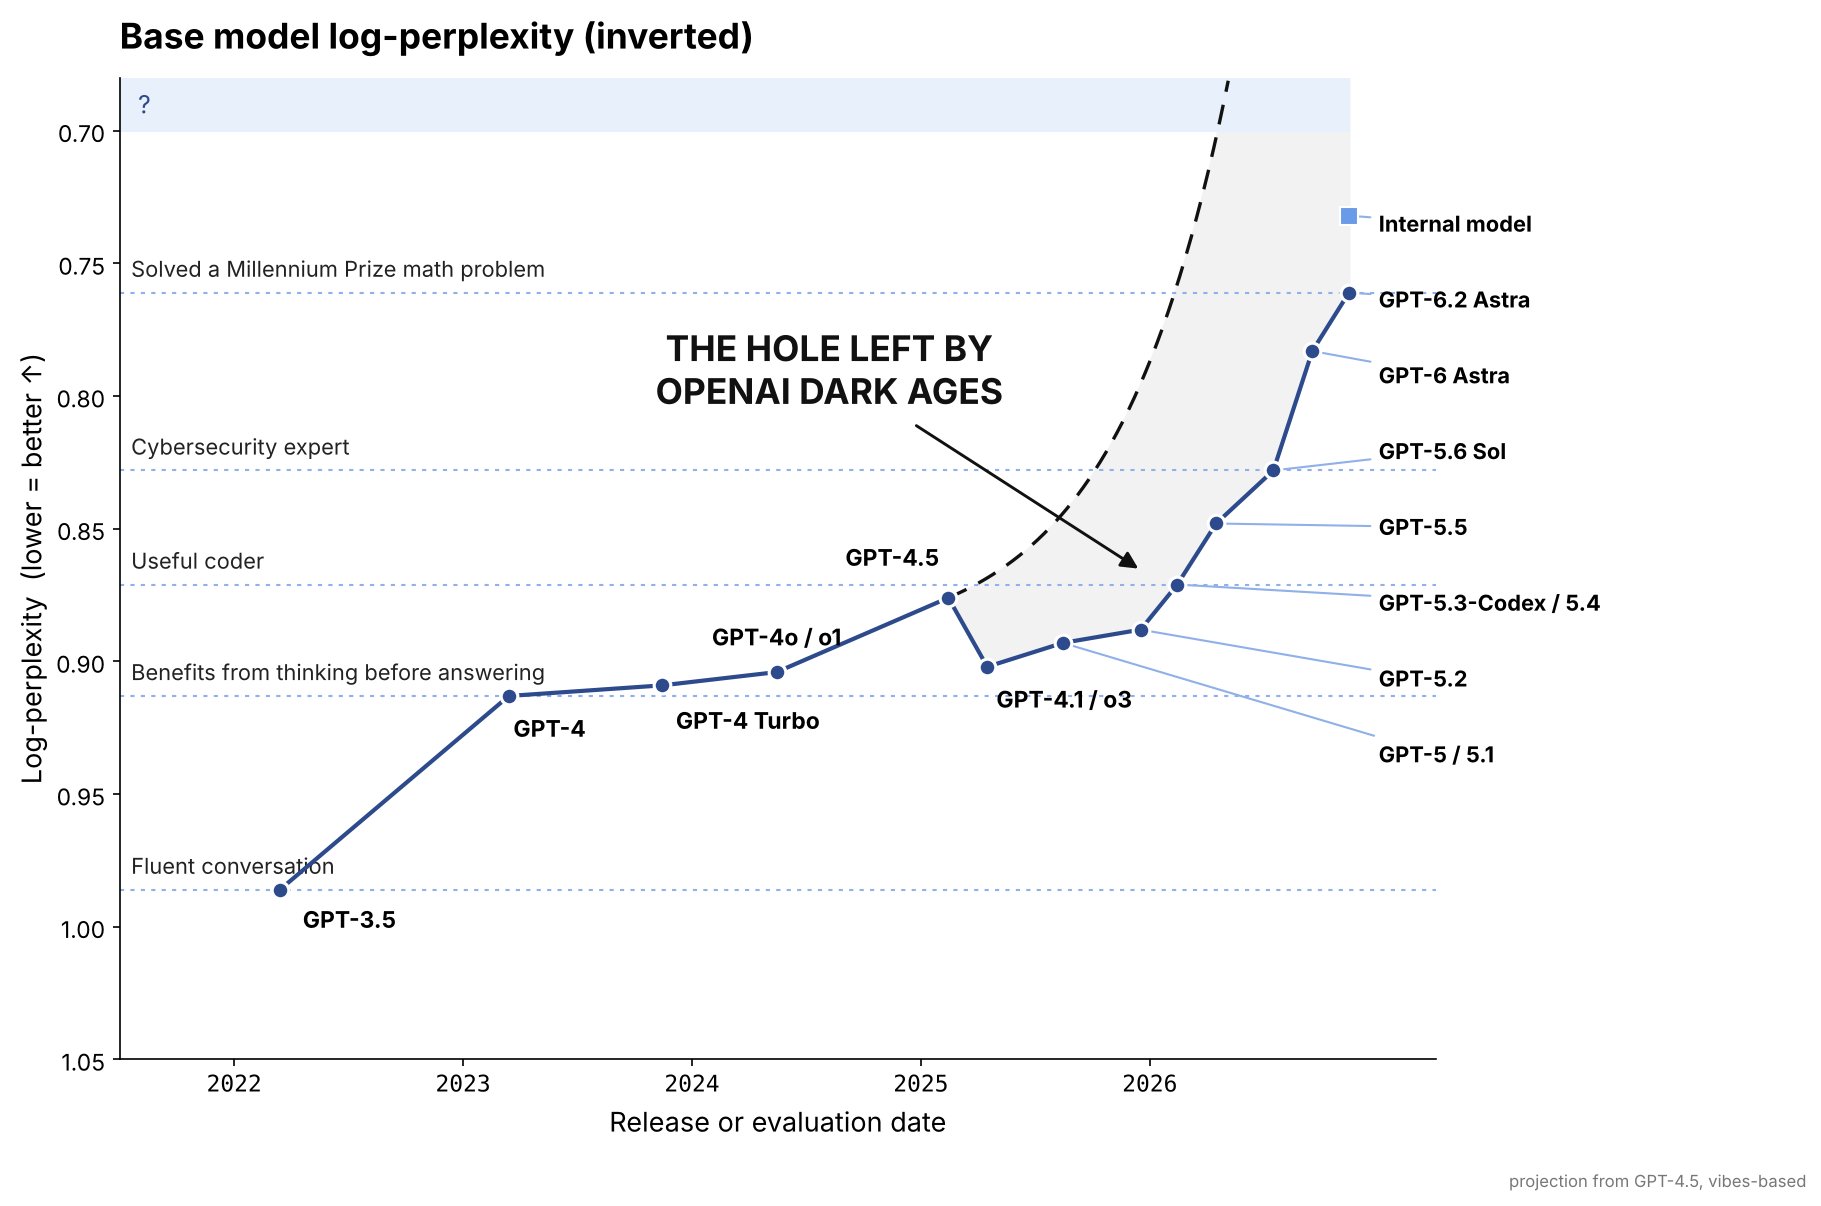 Base model log-perplexity (inverted)
?
0.70
Internal model
0.75
Solved a Millennium Prize math problem
GPT-6.2 Astra
THE HOLE LEFT BY
OPENAI DARK AGES
GPT-6 Astra
0.80
Cybersecurity expert
GPT-5.6 Sol
0.85
GPT-5.5
Useful coder
GPT-4.5
GPT-5.3-Codex / 5.4
GPT-4o / o1
0.90
Benefits from thinking before answering
GPT-5.2
GPT-4.1 / o3
GPT-4
GPT-4 Turbo
GPT-5 / 5.1
0.95
Fluent conversation
GPT-3.5
1.00
1.05
Log-perplexity (lower = better ↑)
2022 2023 2024 2025 2026
Release or evaluation date
projection from GPT-4.5, vibes-based